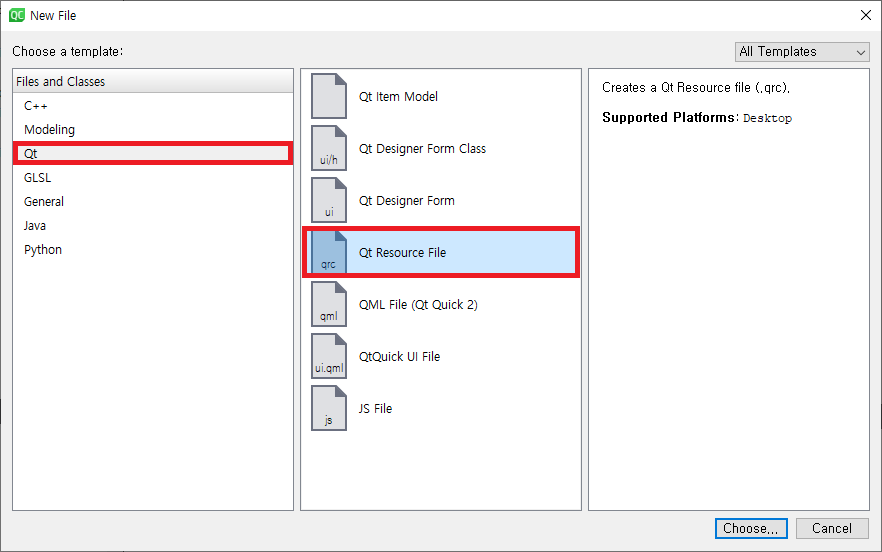 QC New File
Choose a template:
All Templates
Files and Classes
C++
Modeling
Qt
GLSL
General
Java
Python
Qt Item Model
ui/h Qt Designer Form Class
ui Qt Designer Form
qrc Qt Resource File
qml QML File (Qt Quick 2)
ui.qml QtQuick UI File
js JS File
Creates a Qt Resource file (.qrc).
Supported Platforms: Desktop
Choose...
Cancel